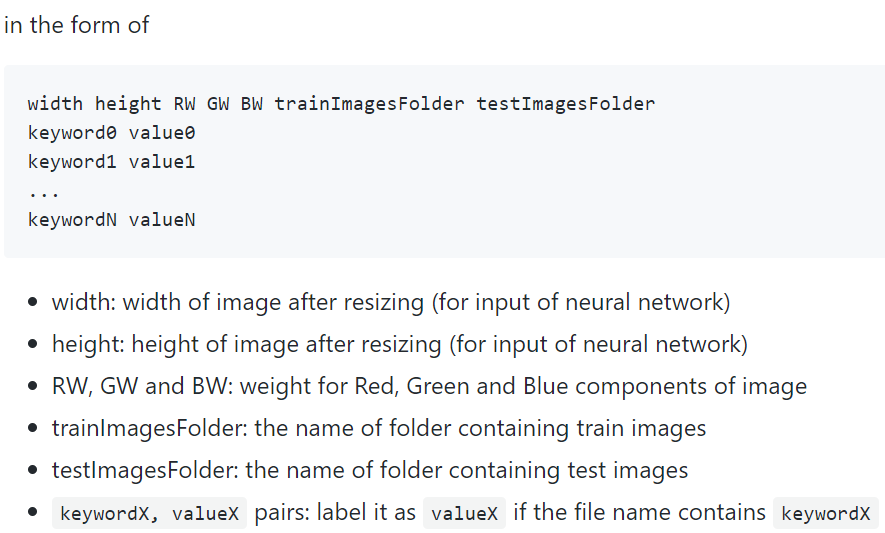 in the form of
width height RW GW BW trainImagesFolder testImagesFolder
keyword0 value0
keyword1 value1
...
keywordN valueN
• width: width of image after resizing (for input of neural network)
• height: height of image after resizing (for input of neural network)
• RW, GW and BW: weight for Red, Green and Blue components of image
• trainImagesFolder: the name of folder containing train images
• testImagesFolder: the name of folder containing test images
• keywordX, valueX pairs: label it as valueX if the file name contains keywordX